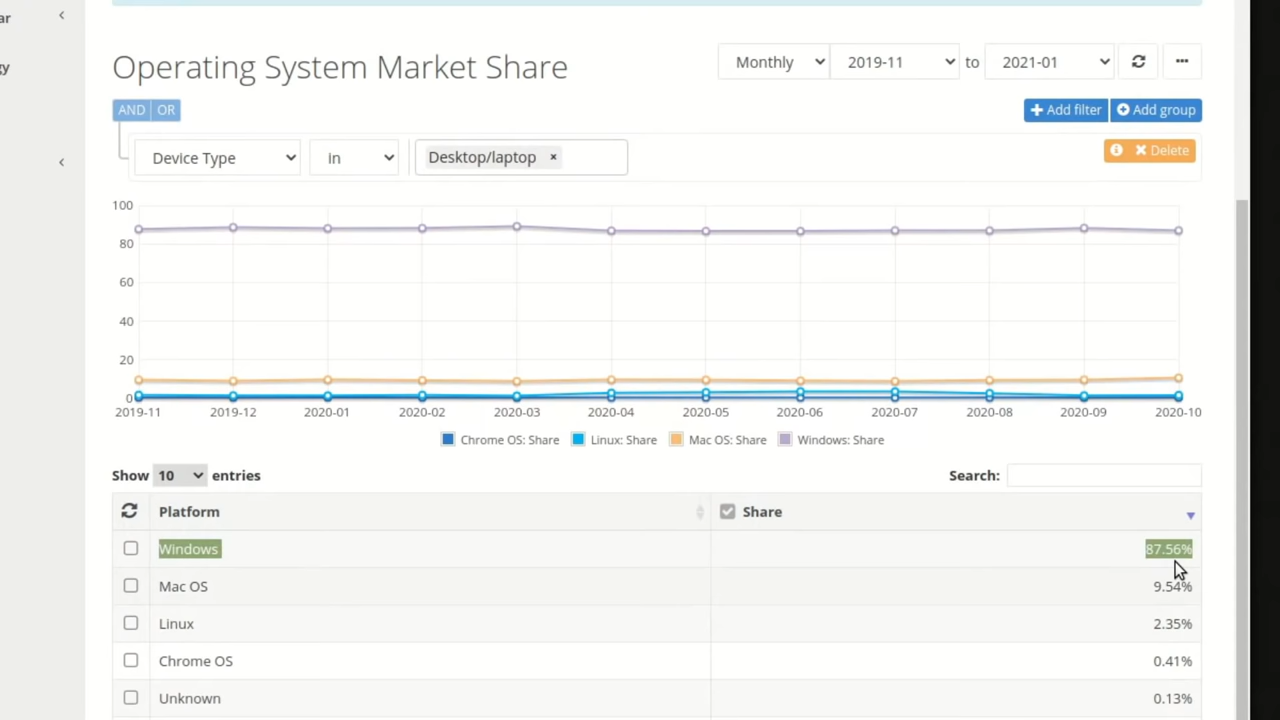 ar
gy
Operating System Market Share
Monthly 2019-11 to 2021-01
AND OR
Add filter Add group
Device Type In Desktop/laptop ×
Delete
100
80
60
40
20
0
2019-11 2019-12 2020-01 2020-02 2020-03 2020-04 2020-05 2020-06 2020-07 2020-08 2020-09 2020-10
Chrome OS: Share Linux: Share Mac OS: Share Windows: Share
Show 10 entries Search:
Platform Share
Windows 87.56%
Mac OS 9.54%
Linux 2.35%
Chrome OS 0.41%
Unknown 0.13%